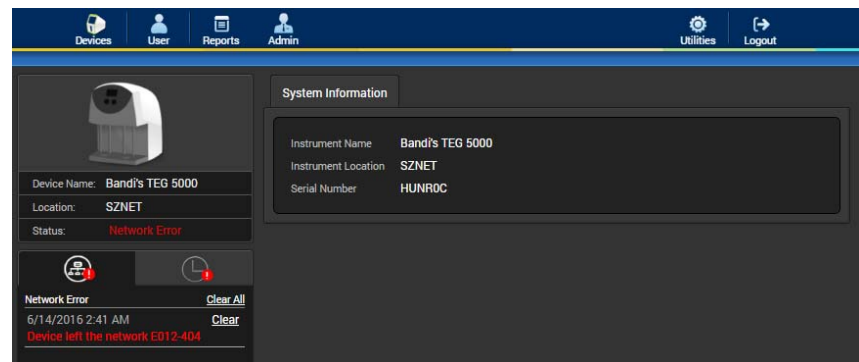 Devices User Reports Admin Utilities Logout
System Information
Instrument Name Bandi's TEG 5000
Instrument Location SZNET
Serial Number HUNR0C
Device Name: Bandi's TEG 5000
Location: SZNET
Status: Network Error
Network Error Clear All
6/14/2016 2:41 AM Clear
Device left the network E012-404